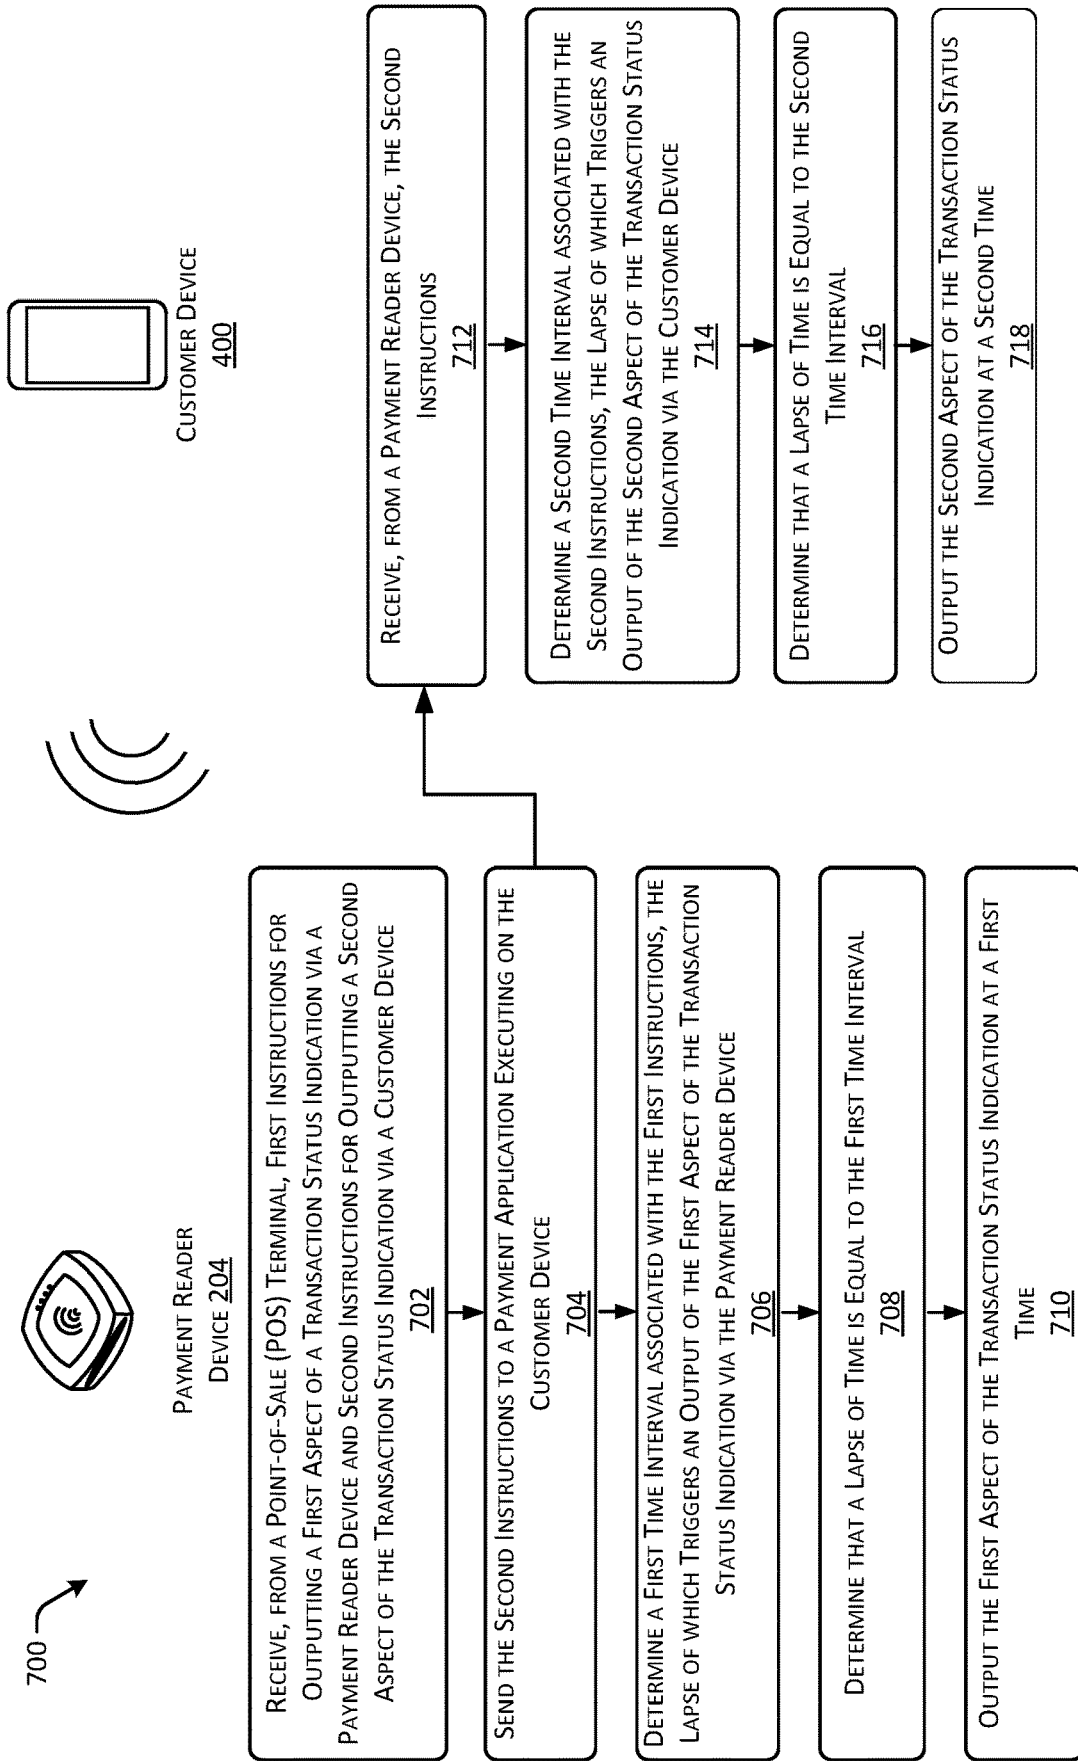 700
PAYMENT READER
DEVICE 204
CUSTOMER DEVICE
400
RECEIVE, FROM A POINT-OF-SALE (POS) TERMINAL, FIRST INSTRUCTIONS FOR
OUTPUTTING A FIRST ASPECT OF A TRANSACTION STATUS INDICATION VIA A
PAYMENT READER DEVICE AND SECOND INSTRUCTIONS FOR OUTPUTTING A SECOND
ASPECT OF THE TRANSACTION STATUS INDICATION VIA A CUSTOMER DEVICE
702
SEND THE SECOND INSTRUCTIONS TO A PAYMENT APPLICATION EXECUTING ON THE
CUSTOMER DEVICE
704
DETERMINE A FIRST TIME INTERVAL ASSOCIATED WITH THE FIRST INSTRUCTIONS, THE
LAPSE OF WHICH TRIGGERS AN OUTPUT OF THE FIRST ASPECT OF THE TRANSACTION
STATUS INDICATION VIA THE PAYMENT READER DEVICE
706
DETERMINE THAT A LAPSE OF TIME IS EQUAL TO THE FIRST TIME INTERVAL
708
OUTPUT THE FIRST ASPECT OF THE TRANSACTION STATUS INDICATION AT A FIRST
TIME
710
RECEIVE, FROM A PAYMENT READER DEVICE, THE SECOND
INSTRUCTIONS
712
DETERMINE A SECOND TIME INTERVAL ASSOCIATED WITH THE
SECOND INSTRUCTIONS, THE LAPSE OF WHICH TRIGGERS AN
OUTPUT OF THE SECOND ASPECT OF THE TRANSACTION STATUS
INDICATION VIA THE CUSTOMER DEVICE
714
DETERMINE THAT A LAPSE OF TIME IS EQUAL TO THE SECOND
TIME INTERVAL
716
OUTPUT THE SECOND ASPECT OF THE TRANSACTION STATUS
INDICATION AT A SECOND TIME
718